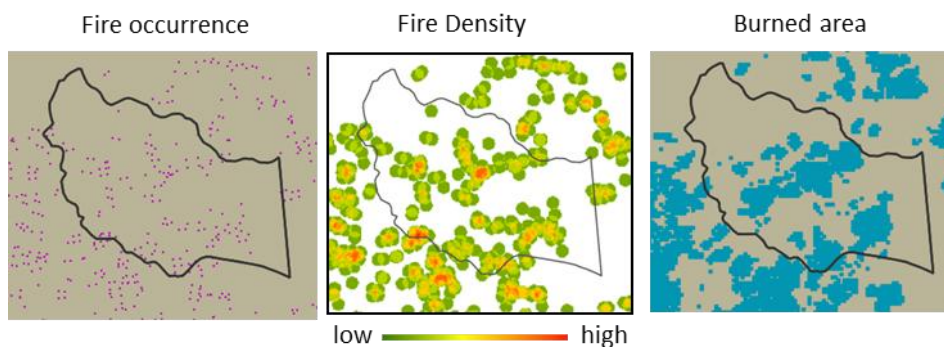 Fire occurrence
Fire Density
Burned area
low
high